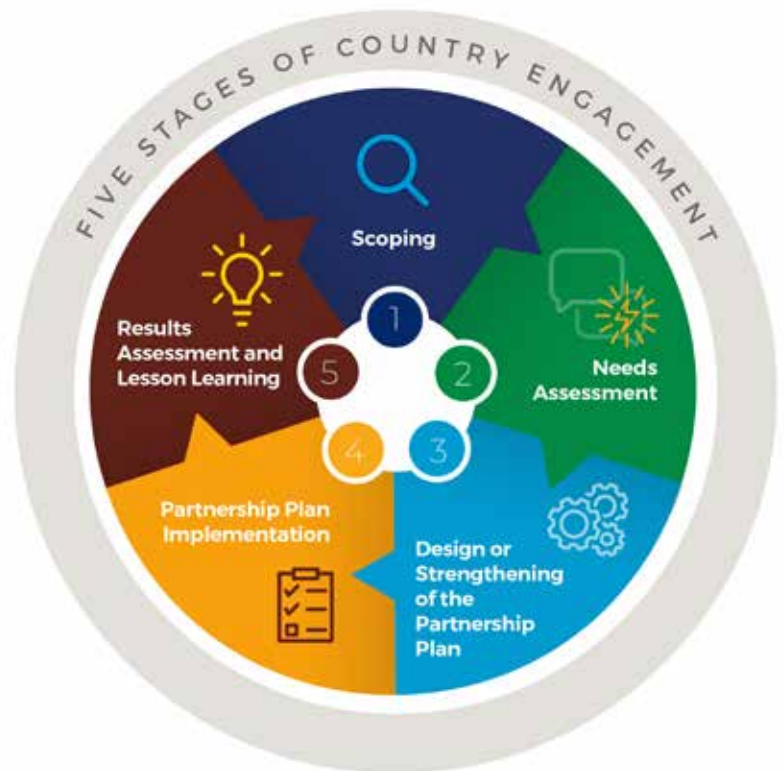 FIVE STAGES OF COUNTRY ENGAGEMENT
Scoping
1
2
Needs
Assessment
3
Design or
Strengthening
of the
Partnership
Plan
4
Partnership Plan
Implementation
5
Results
Assessment and
Lesson Learning